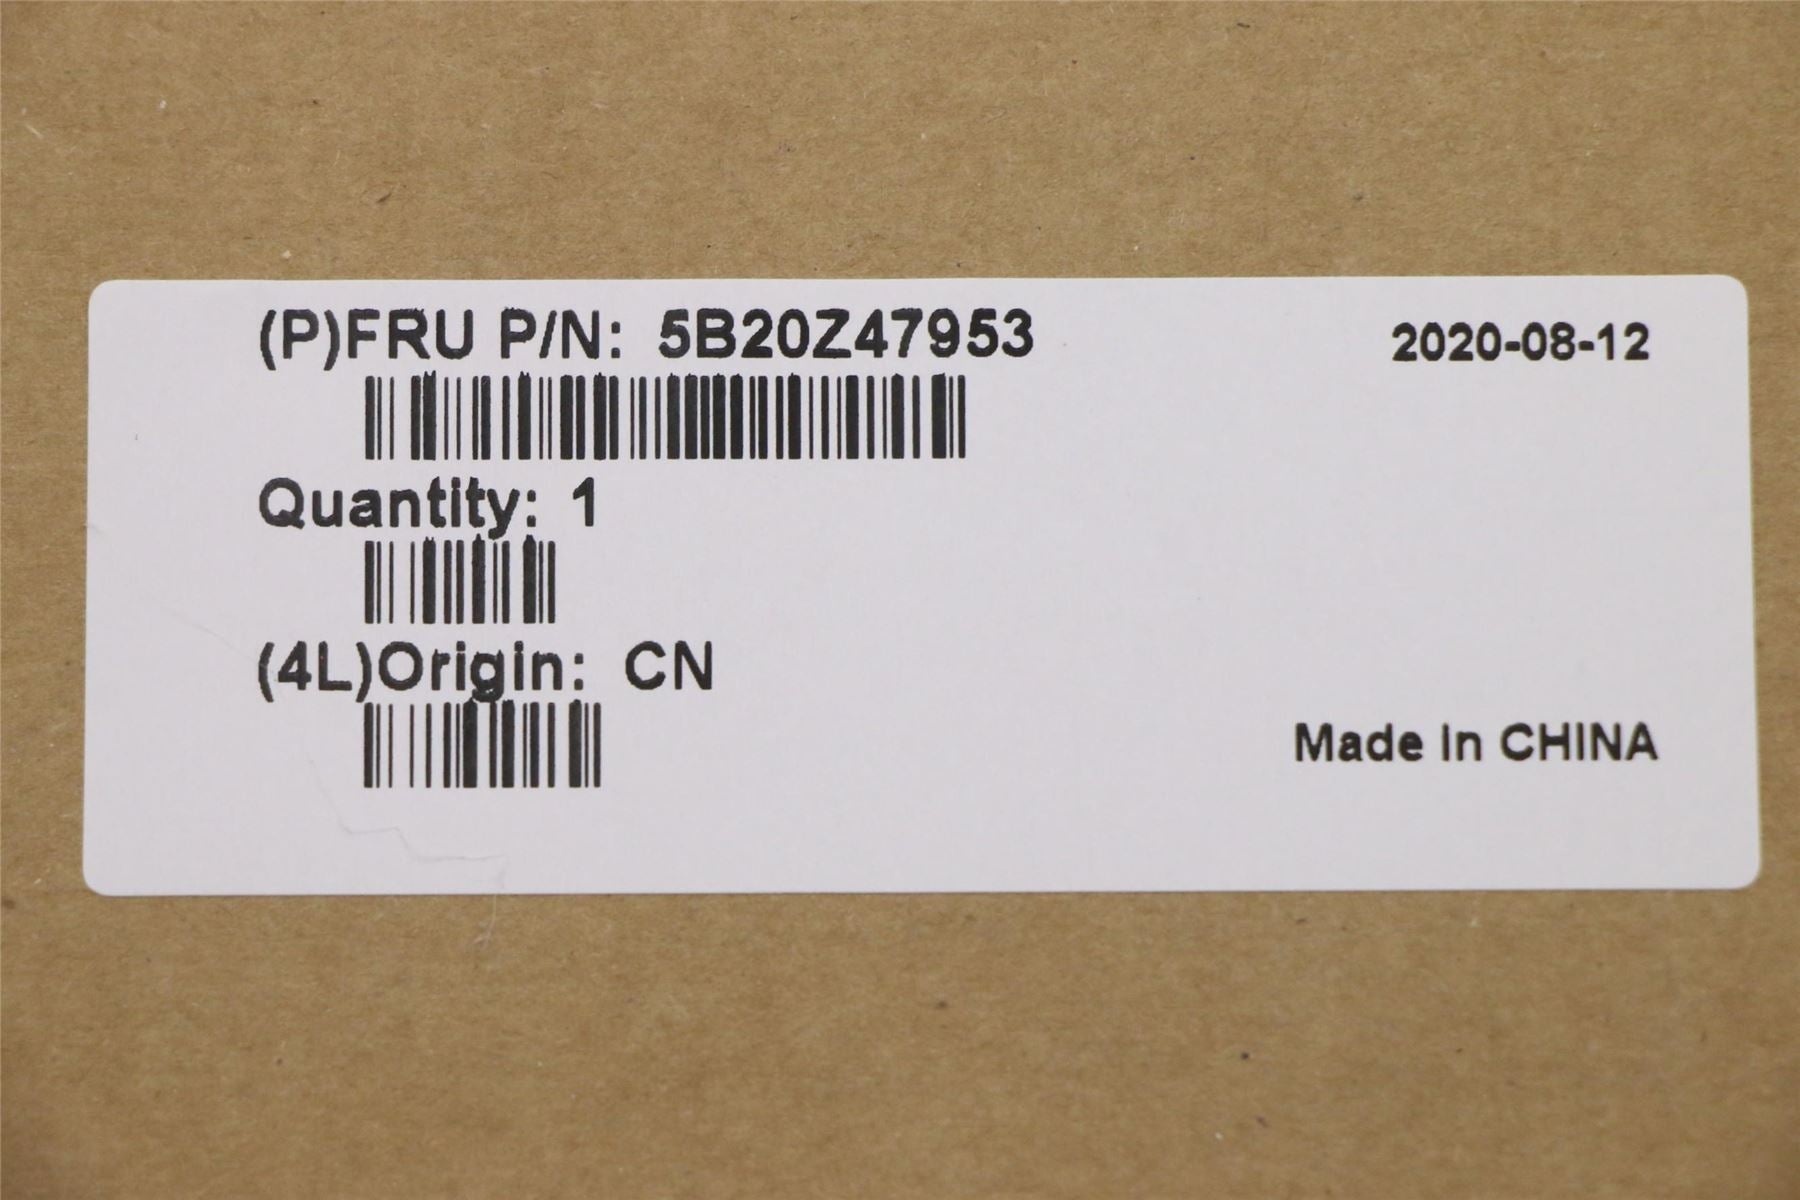 (P)FRU P/N: 5B20Z47953
2020-08-12
Quantity: 1
(4L)Origin: CN
Made in CHINA